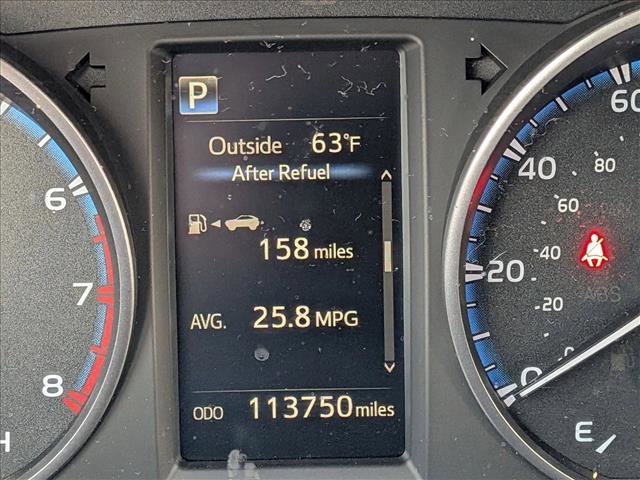 P
Outside 63°F
After Refuel
158 miles
AVG. 25.8 MPG
ODO 113750 miles
6
7
8
H
60
40
20
0
80
60
40
20
E